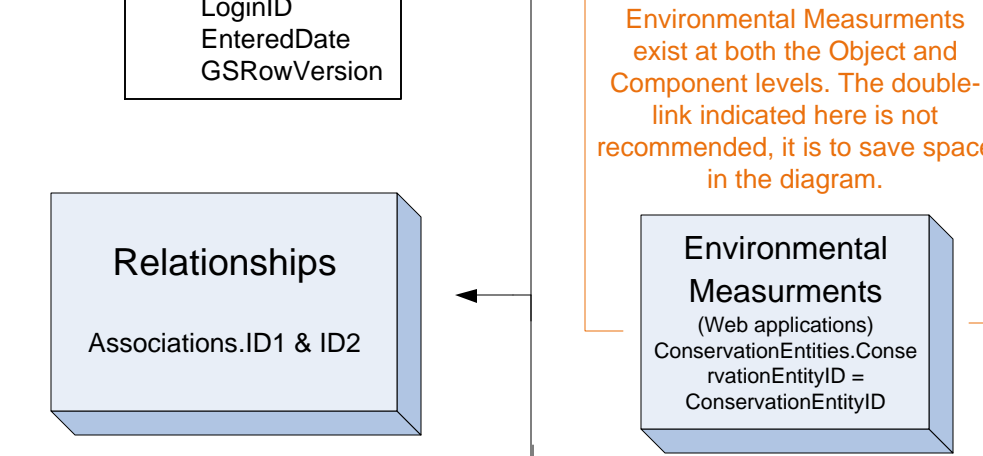 LoginID
EnteredDate
GSRowVersion
Environmental Measurments
exist at both the Object and
Component levels. The double-
link indicated here is not
recommended, it is to save space
in the diagram.
Relationships
Associations.ID1 & ID2
Environmental
Measurments
(Web applications)
ConservationEntities.Conse
rvationEntityID =
ConservationEntityID